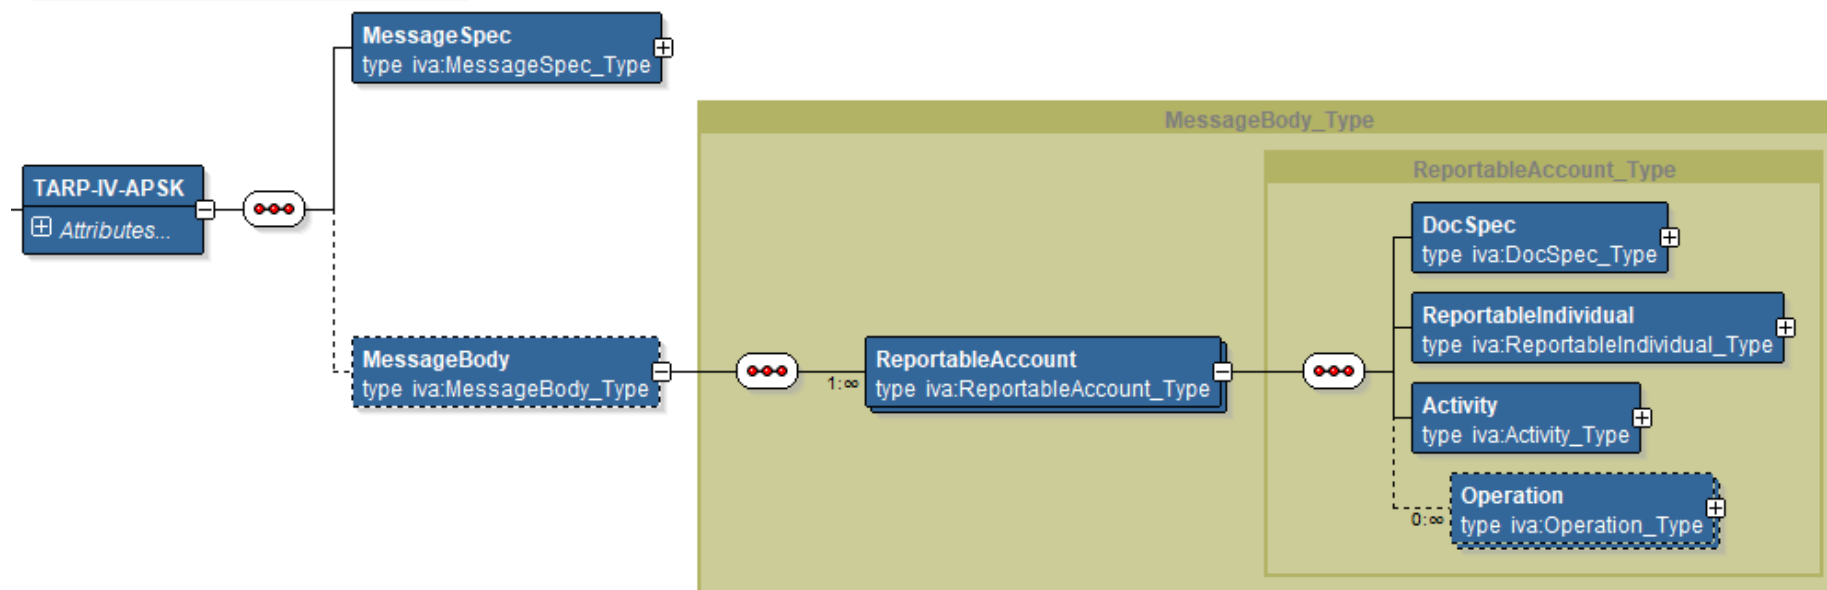 MessageSpec
type iva:MessageSpec_Type
MessageBody_Type
ReportableAccount_Type
TARP-IV-APSK
Attributes...
DocSpec
type iva:DocSpec_Type
ReportableIndividual
type iva:ReportableIndividual_Type
MessageBody
type iva:MessageBody_Type
1:∞
ReportableAccount
type iva:ReportableAccount_Type
Activity
type iva:Activity_Type
0:∞
Operation
type iva:Operation_Type